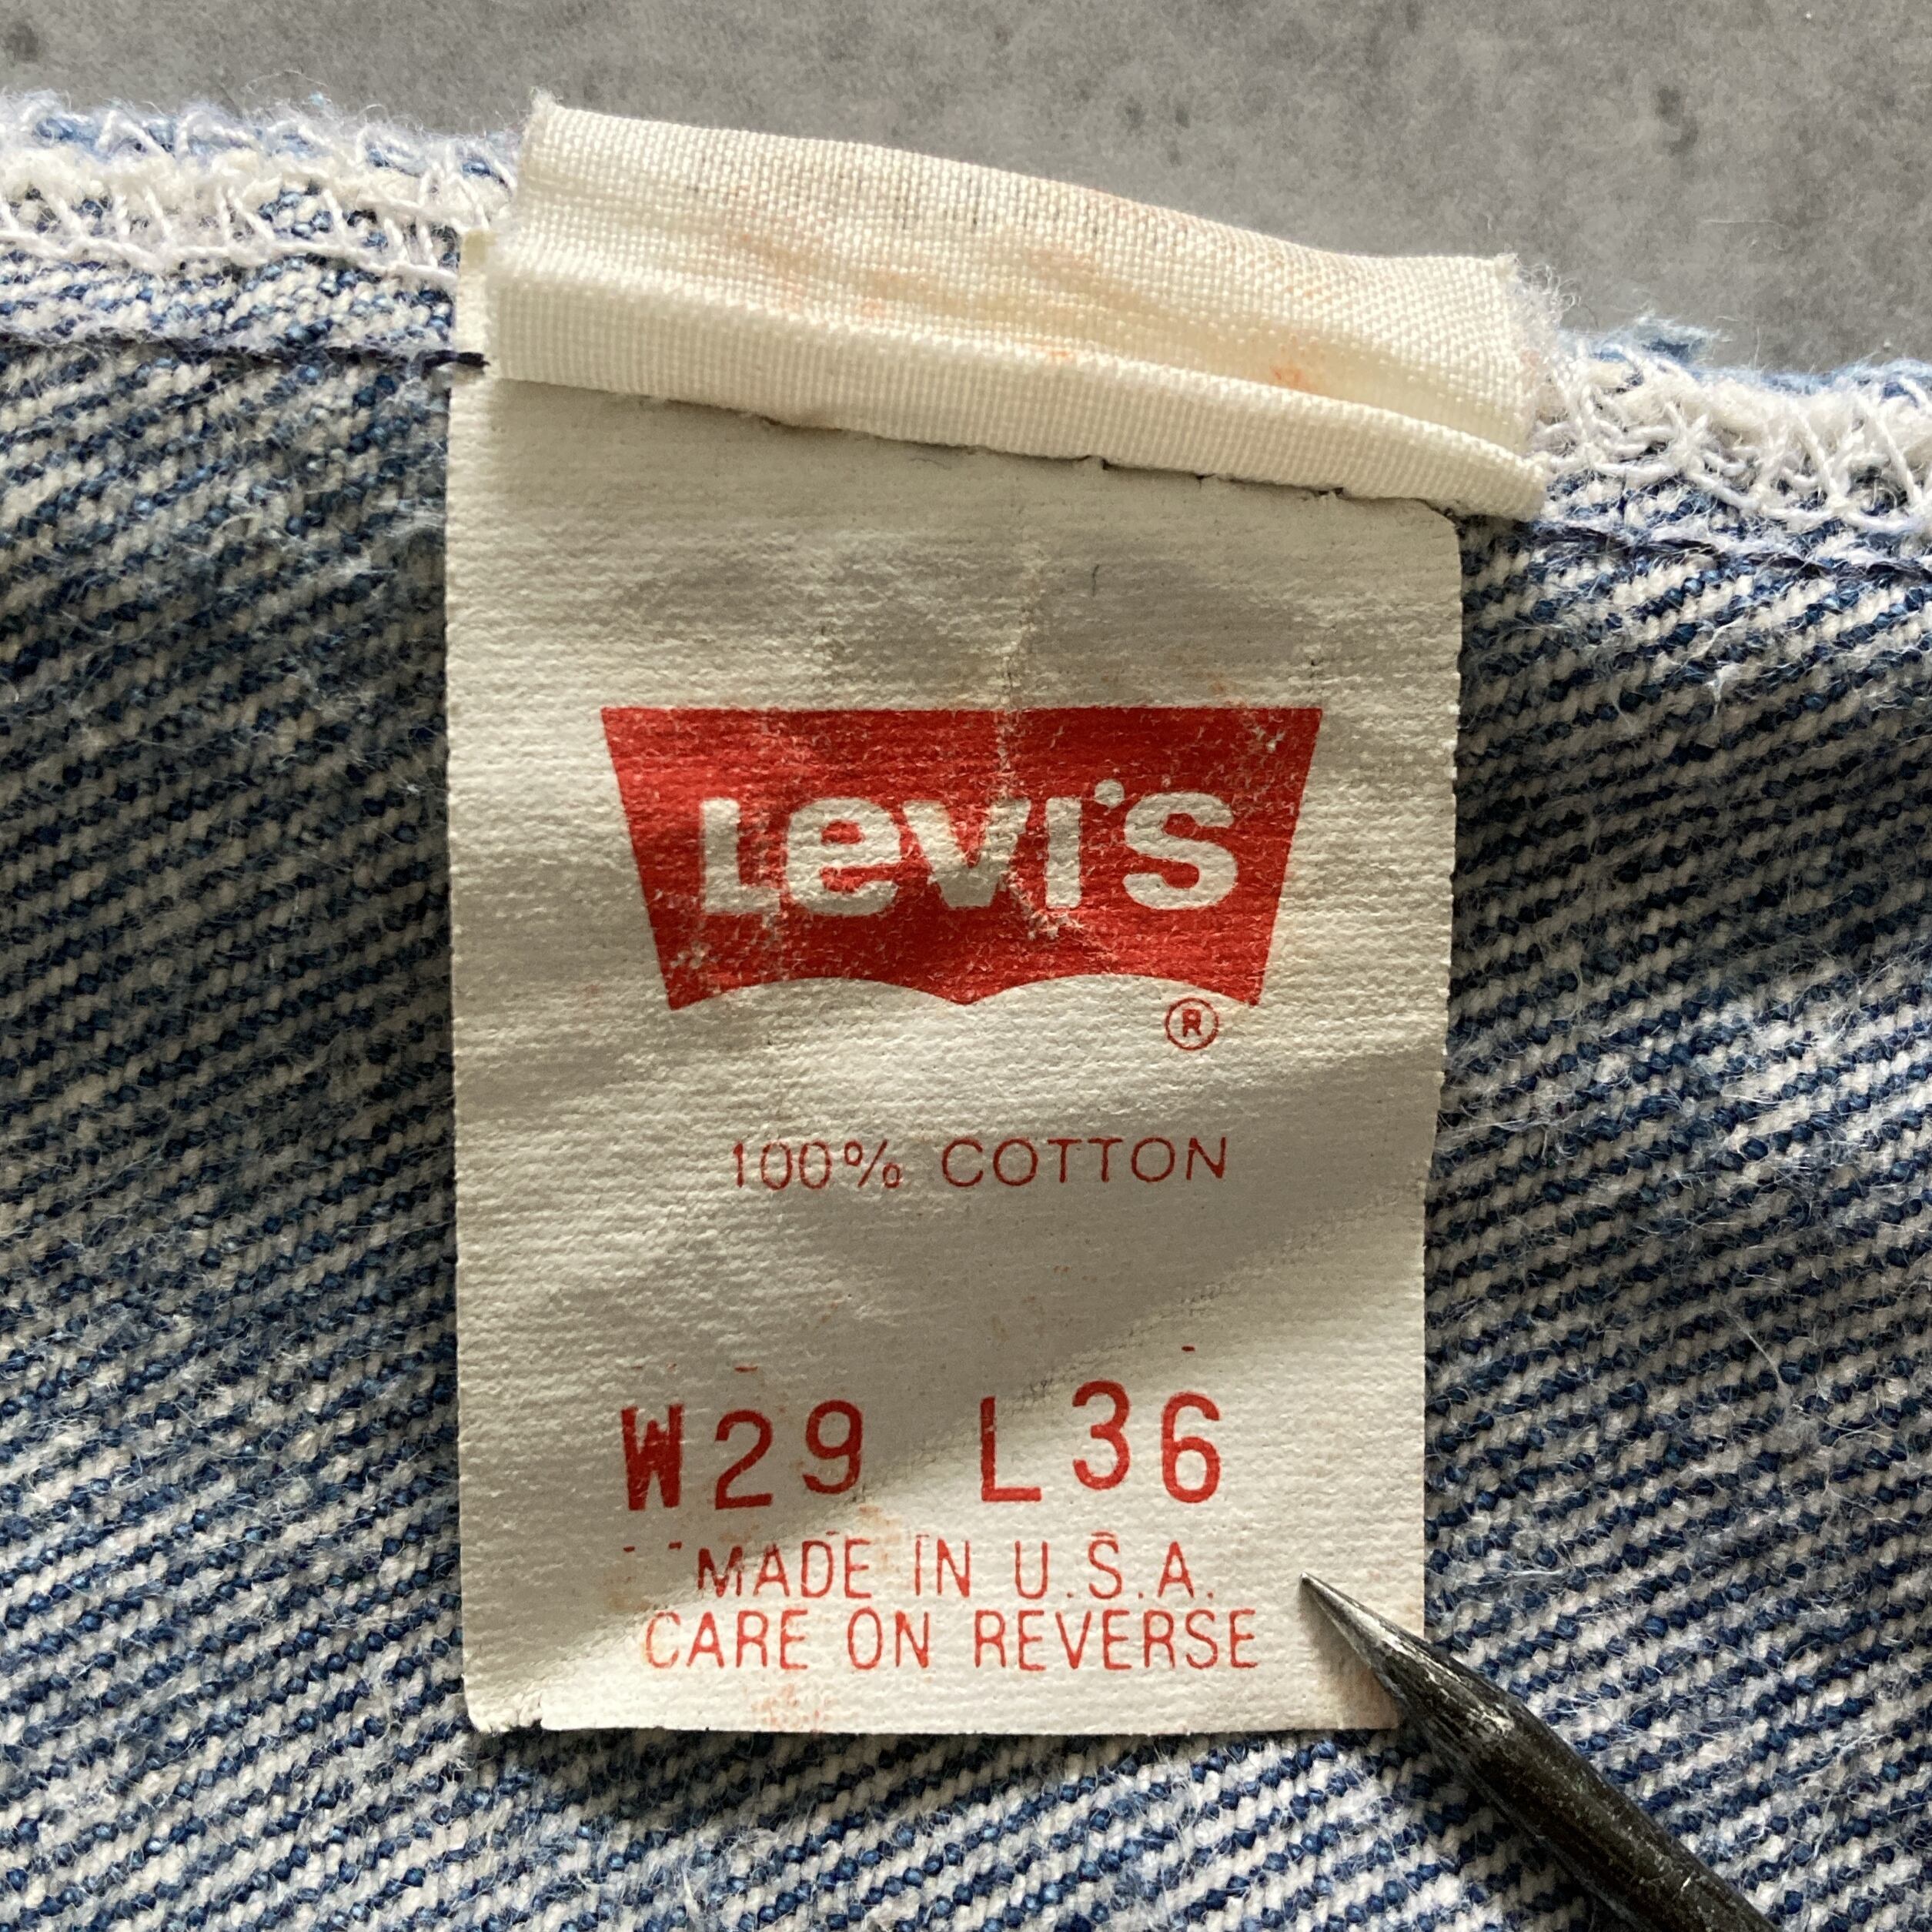 Levi's
®
100% COTTON
W29 L36
MADE IN U.S.A.
CARE ON REVERSE